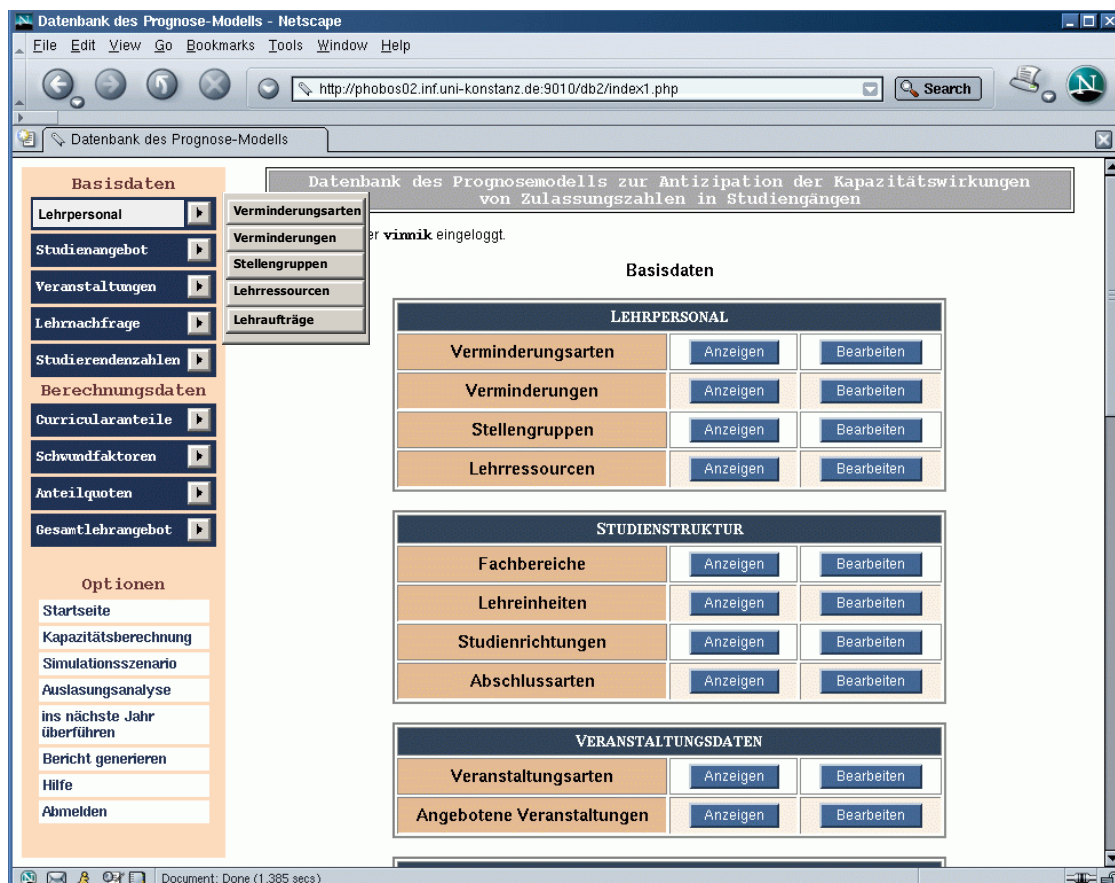 Datenbank des Prognose-Modells - Netscape
File Edit View Go Bookmarks Tools Window Help
http://phobos02.inf.uni-konstanz.de:9010/db2/index1.php
Search
Datenbank des Prognose-Modells
Basisdaten
Lehrpersonal
Studienangebot
Veranstaltungen
Lehrnachfrage
Studierendenzahlen
Berechnungsdaten
Curricularanteile
Schwundfaktoren
Anteilquoten
Gesamtlehrangebot
Optionen
Startseite
Kapazitätsberechnung
Simulationsszenario
Auslasungsanalyse
ins nächste Jahr
überführen
Bericht generieren
Hilfe
Abmelden
Verminderungsarten
Verminderungen
Stellengruppen
Lehrressourcen
Lehraufträge
Datenbank des Prognosemodells zur Antizipation der Kapazitätswirkungen
von Zulassungszahlen in Studiengängen
er vinnik eingeloggt.
Basisdaten
LEHRPERSONAL
Verminderungsarten Anzeigen Bearbeiten
Verminderungen Anzeigen Bearbeiten
Stellengruppen Anzeigen Bearbeiten
Lehrressourcen Anzeigen Bearbeiten
STUDIENSTRUKTUR
Fachbereiche Anzeigen Bearbeiten
Lehreinheiten Anzeigen Bearbeiten
Studienrichtungen Anzeigen Bearbeiten
Abschlussarten Anzeigen Bearbeiten
VERANSTALTUNGSDATEN
Veranstaltungsarten Anzeigen Bearbeiten
Angebotene Veranstaltungen Anzeigen Bearbeiten
Document: Done (1.385 secs)